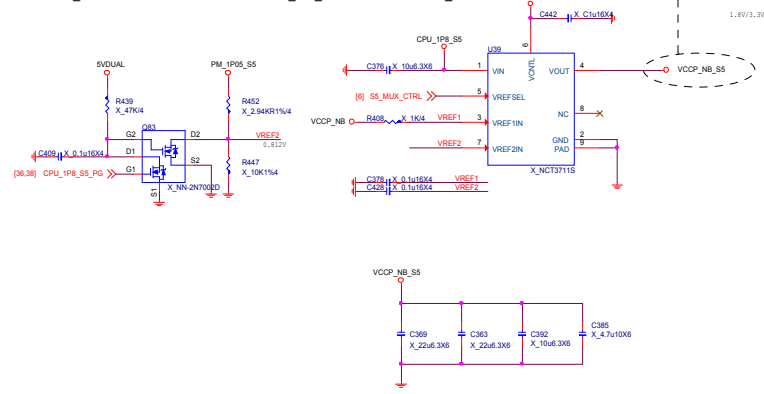 C442
X_C1u16X4
1.8V/3.3V
CPU_1P8_S5
U39
6
5VDUAL
PM_1P05_S5
C376
X_10u6.3X6
1
VIN
VCNTL
VOUT
4
VCCP_NB_S5
R439
X_47K/4
R452
X_2.94KR1%/4
[6] S5_MUX_CTRL
5
VREFSEL
NC
8
VCCP_NB
R408
X_1K/4
VREF1
3
VREF1IN
Q83
G2
D2
VREF2
0.812V
VREF2
7
VREF2IN
GND
2
PAD
9
C409
X_0.1u16X4
D1
S2
R447
X_10K1%4
X_NCT3711S
[36,38] CPU_1P8_S5_PG
G1
S1
X_NN-2N7002D
C378
X_0.1u16X4
VREF1
C428
X_0.1u16X4
VREF2
VCCP_NB_S5
C369
X_22u6.3X6
C363
X_22u6.3X6
C392
X_10u6.3X6
C385
X_4.7u10X6